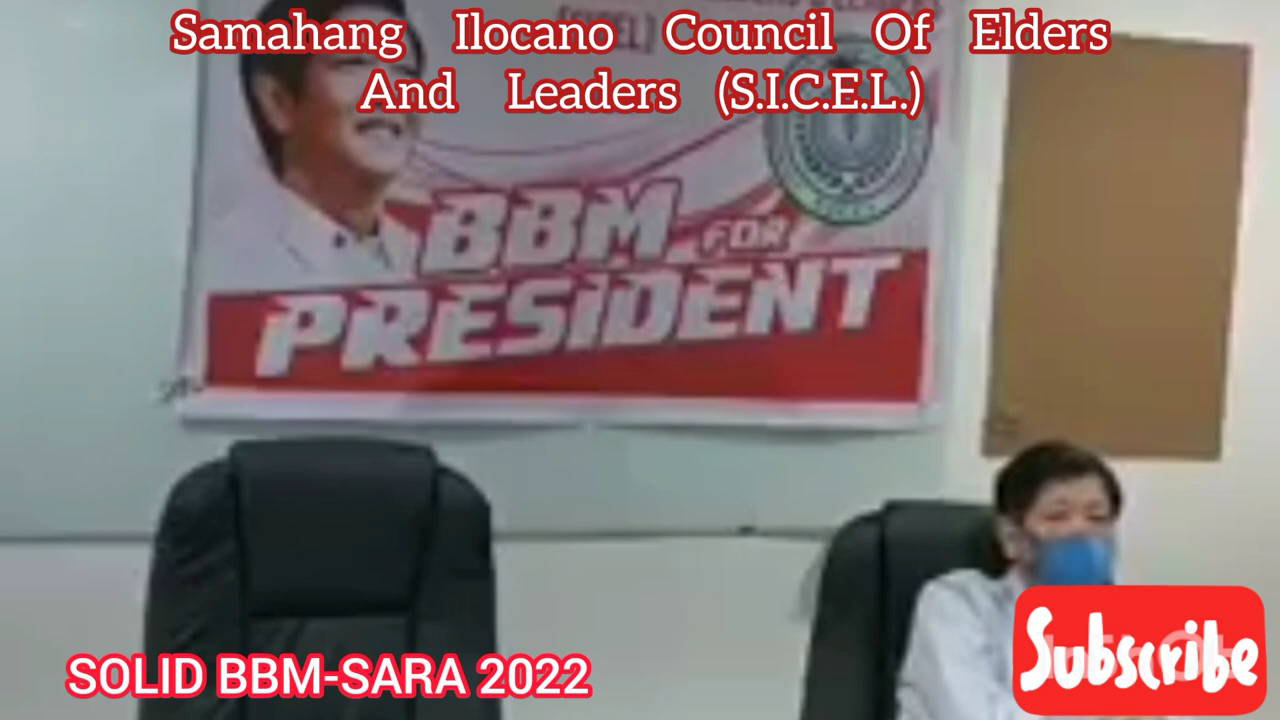 Samahang Ilocano Council Of Elders
And Leaders (S.I.C.E.L.)
BBM FOR
PRESIDENT
SOLID BBM-SARA 2022
Subscribe